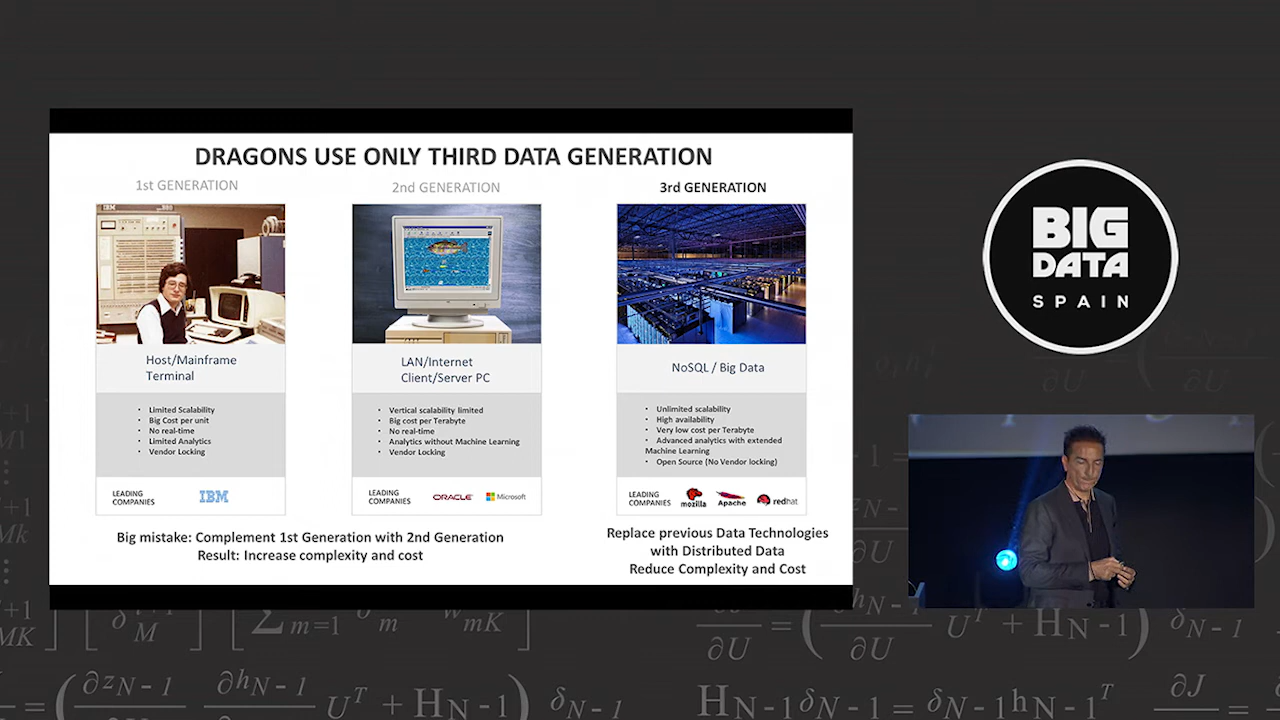 DRAGONS USE ONLY THIRD DATA GENERATION
1st GENERATION
2nd GENERATION
3rd GENERATION
Host/Mainframe
Terminal
LAN/Internet
Client/Server PC
NoSQL / Big Data
• Limited Scalability
• Big Cost per unit
• No real-time
• Limited Analytics
• Vendor Locking
• Vertical scalability limited
• Big cost per Terabyte
• No real-time
• Analytics without Machine Learning
• Vendor Locking
• Unlimited scalability
• High availability
• Very low cost per Terabyte
• Advanced analytics with extended
Machine Learning
• Open Source (No Vendor locking)
LEADING
COMPANIES
IBM
LEADING
COMPANIES
ORACLE
Microsoft
LEADING
COMPANIES
mozilla
Apache
redhat
Big mistake: Complement 1st Generation with 2nd Generation
Result: Increase complexity and cost
Replace previous Data Technologies
with Distributed Data
Reduce Complexity and Cost
BIG
DATA
SPAIN